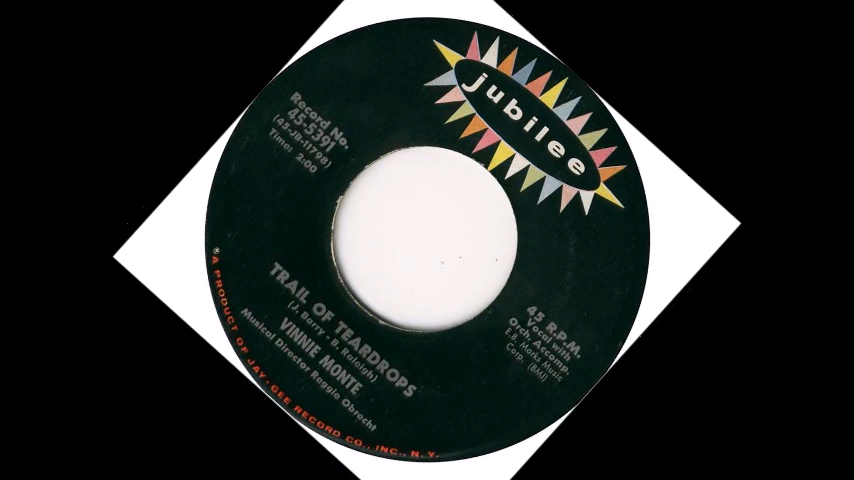 jubilee
Record No.
45-5391
(45-JB-11798)
Time: 2:00
45 R.P.M.
Vocal with
Orch. Accomp.
E.B. Marks Music
Corp. (BMI)
TRAIL OF TEARDROPS
(J. Barry - B. Raleigh)
VINNIE MONTE
Musical Director Reggie Obrecht
A PRODUCT OF JAY-GEE RECORD CO., INC., N.Y.